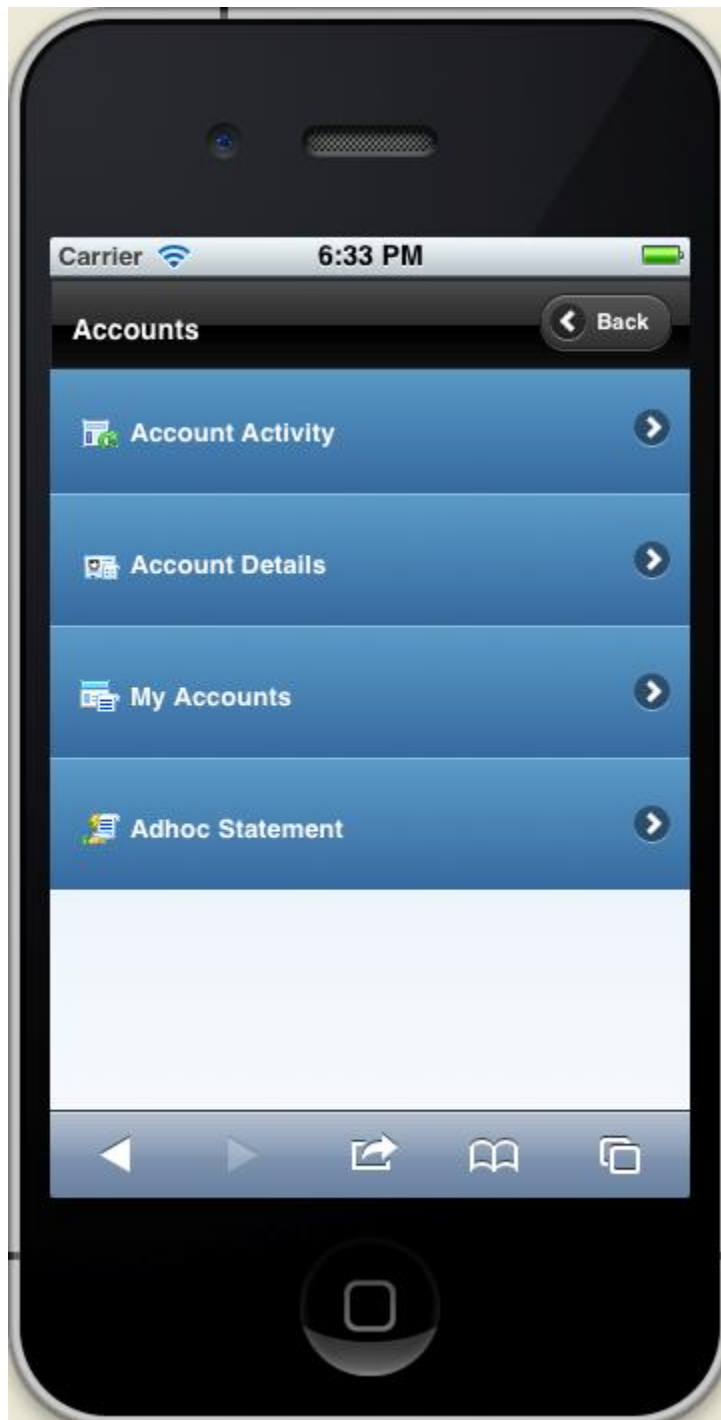 Carrier 6:33 PM
Accounts Back
Account Activity
Account Details
My Accounts
Adhoc Statement